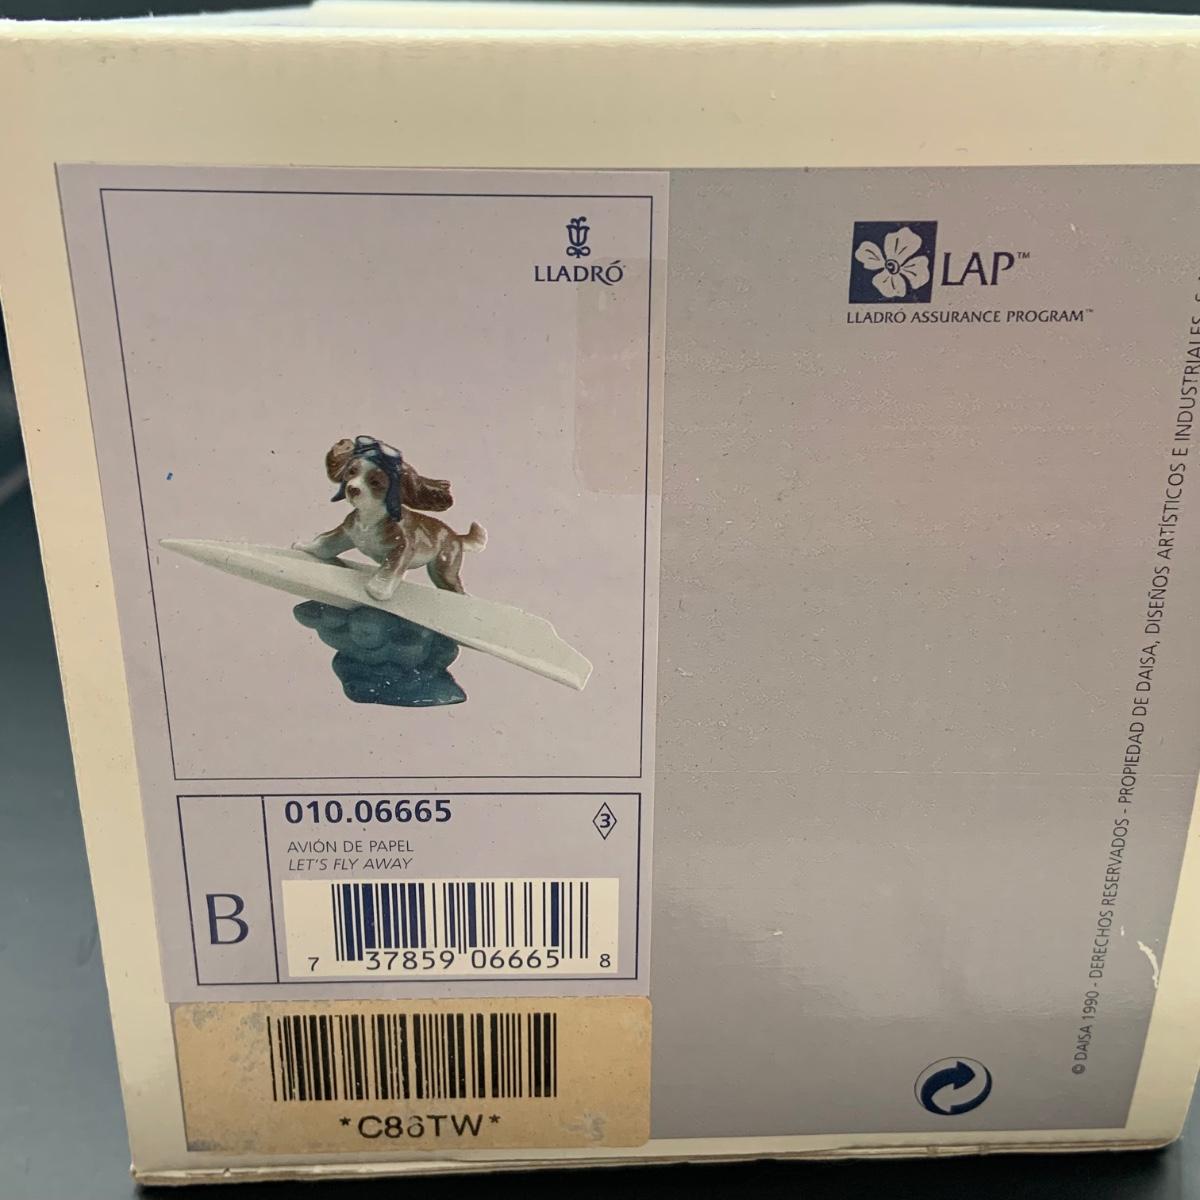 LLADRÓ
LAP™
LLADRÓ ASSURANCE PROGRAM™
010.06665
3
AVIÓN DE PAPEL
LET'S FLY AWAY
B
7 37859 06665 8
*C88TW*
© DAISA 1990 - DERECHOS RESERVADOS - PROPIEDAD DE DAISA, DISEÑOS ARTÍSTICOS E INDUSTRIALES,